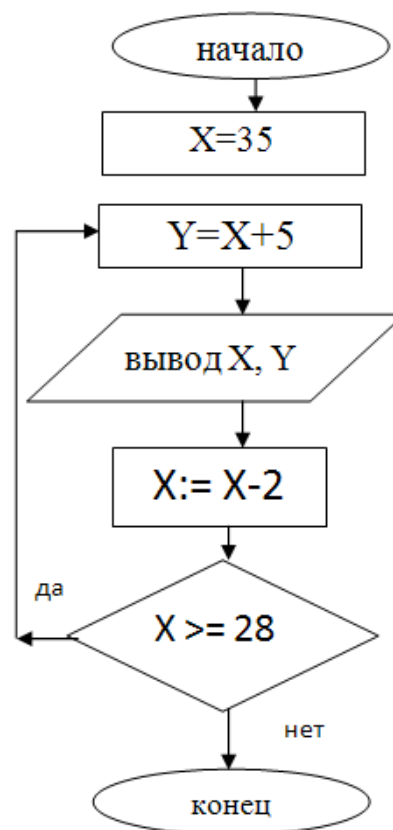 начало
X=35
Y=X+5
вывод X, Y
X:= X-2
да
X >= 28
нет
конец